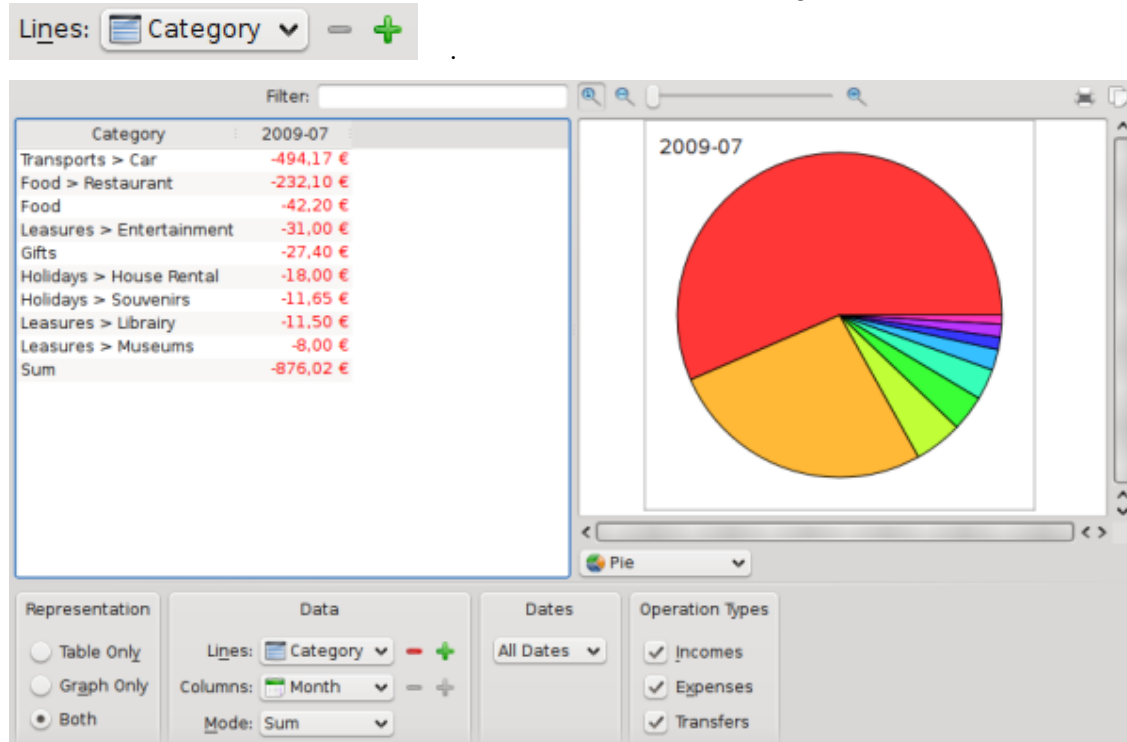 Lines: Category
.
Filter:
Category 2009-07
Transports > Car -494,17 €
Food > Restaurant -232,10 €
Food -42,20 €
Leasures > Entertainment -31,00 €
Gifts -27,40 €
Holidays > House Rental -18,00 €
Holidays > Souvenirs -11,65 €
Leasures > Librairy -11,50 €
Leasures > Museums -8,00 €
Sum -876,02 €
2009-07
Pie
Representation Data Dates Operation Types
Table Only Lines: Category All Dates Incomes
Graph Only Columns: Month Expenses
Both Mode: Sum Transfers